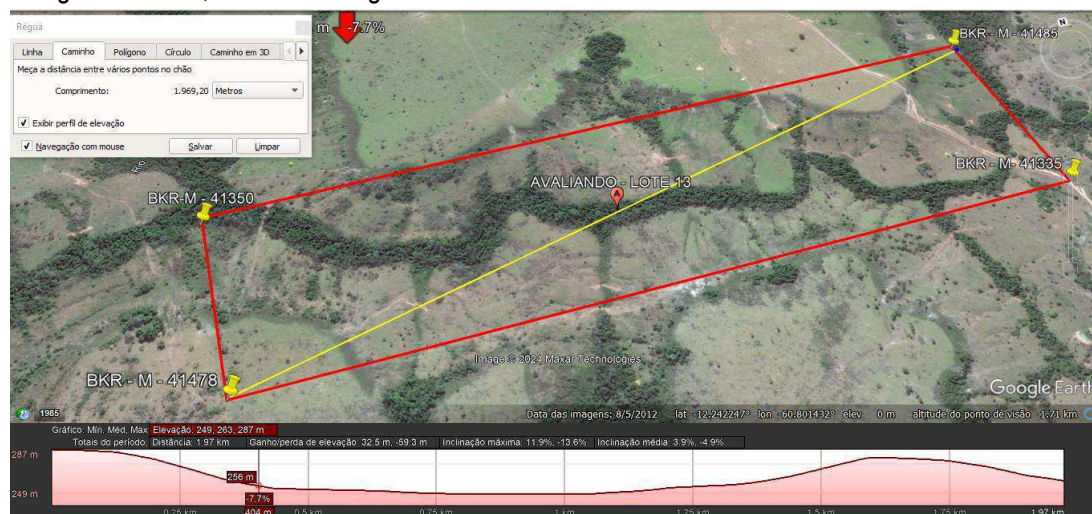 Régua
Linha Caminho Polígono Círculo Caminho em 3D
Meça a distância entre vários pontos no chão
Comprimento: 1.969,20 Metros
Exibir perfil de elevação
Navegação com mouse Salvar Limpar
m -7.7%
N
BKR - M - 41485
BKR - M- 41335
AVALIANDO - LOTE 13
BKR-M - 41350
BKR - M - 41478
Image © 2024 Maxar Technologies
Google Earth
1985
Data das imagens: 8/5/2012 lat -12.242247° lon -60.801432° elev 0 m altitude do ponto de visão 1.71 km
Gráfico: Mín. Méd, Max Elevação: 249, 263, 287 m
Totais do período: Distância: 1.97 km Ganho/perda de elevação: 32.5 m, -59.3 m Inclinação máxima: 11.9%, -13.6% Inclinação média: 3.9%, -4.9%
287 m
256 m
249 m
-7.7%
0.25 km 404 m 0.5 km 0.75 km 1 km 1.25 km 1.5 km 1.75 km 1.97 km